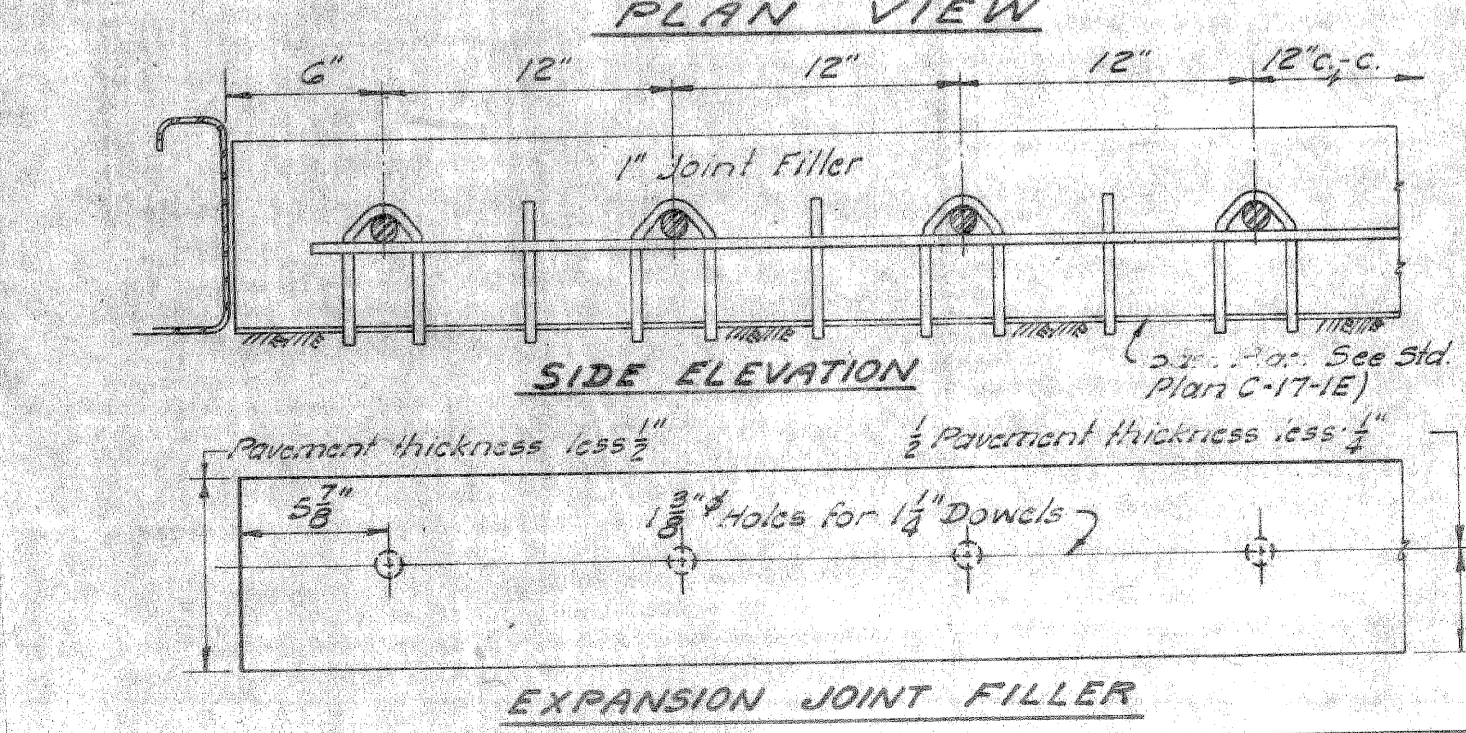 PLAN VIEW
6" 12" 12" 12" 12"c.-c.
1" Joint Filler
SIDE ELEVATION
See Std.
Plan C-17-1E)
Pavement thickness less 1/2"
1/2 Pavement thickness less 1/4"
5 7/8"
1 3/8"φ Holes for 1 1/4" Dowels
EXPANSION JOINT FILLER